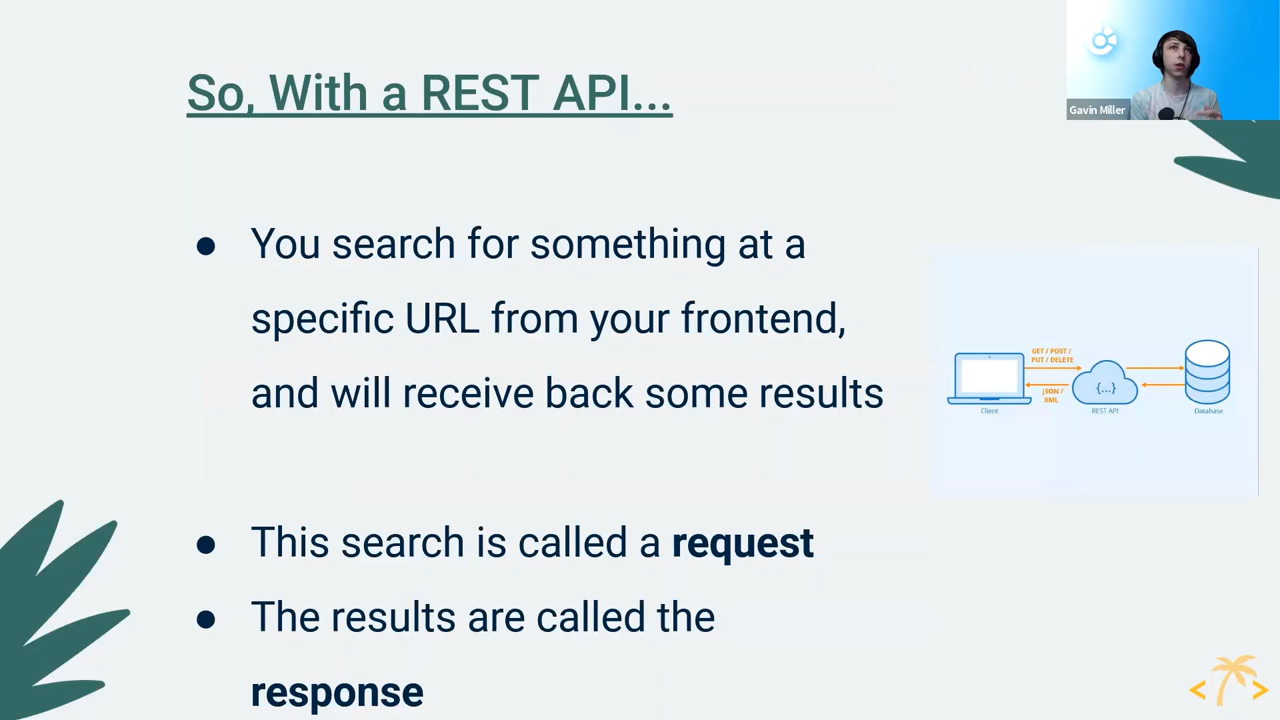 So, With a REST API...
Gavin Miller
● You search for something at a
specific URL from your frontend,
and will receive back some results
GET / POST /
PUT / DELETE
{...}
JSON /
XML
Client
REST API
Database
● This search is called a request
● The results are called the
response
< >